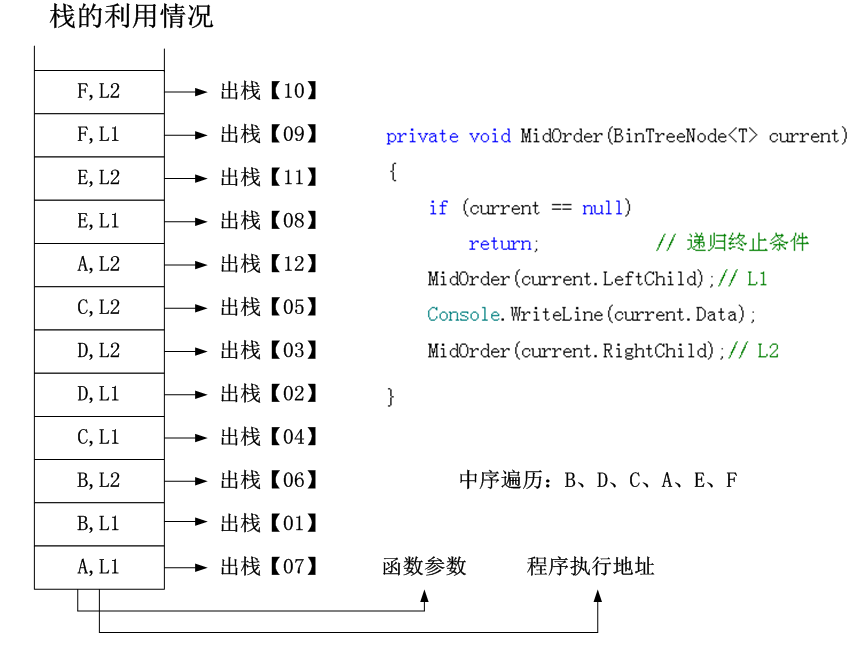 栈的利用情况
F,L2 出栈【10】
F,L1 出栈【09】
E,L2 出栈【11】
E,L1 出栈【08】
A,L2 出栈【12】
C,L2 出栈【05】
D,L2 出栈【03】
D,L1 出栈【02】
C,L1 出栈【04】
B,L2 出栈【06】
B,L1 出栈【01】
A,L1 出栈【07】
private void MidOrder(BinTreeNode<T> current)
{
if (current == null)
return; // 递归终止条件
MidOrder(current.LeftChild);// L1
Console.WriteLine(current.Data);
MidOrder(current.RightChild);// L2
}
中序遍历: B、D、C、A、E、F
函数参数 程序执行地址